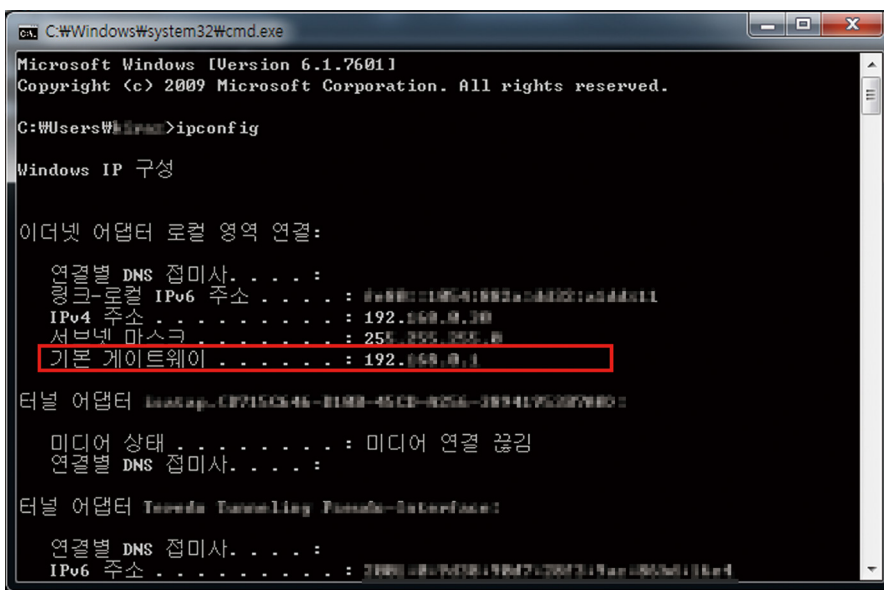 C:₩Windows₩system32₩cmd.exe
Microsoft Windows [Version 6.1.7601]
Copyright (c) 2009 Microsoft Corporation. All rights reserved.
C:₩Users₩ >ipconfig
Windows IP 구성
이더넷 어댑터 로컬 영역 연결:
연결별 DNS 접미사. . . . :
링크-로컬 IPv6 주소 . . . . :
IPv4 주소 . . . . . . . . . : 192.
서브넷 마스크 . . . . . . . : 255.
기본 게이트웨이 . . . . . . : 192.
터널 어댑터
미디어 상태 . . . . . . . . : 미디어 연결 끊김
연결별 DNS 접미사. . . . :
터널 어댑터
연결별 DNS 접미사. . . . :
IPv6 주소 . . . . . . . . . :